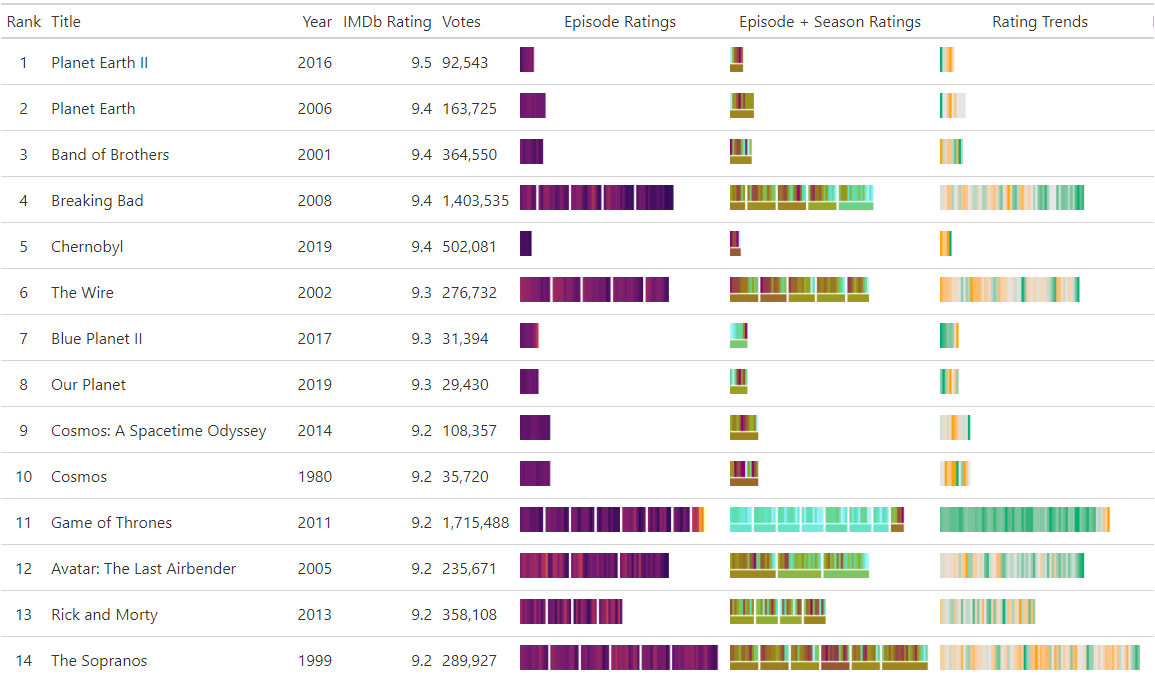 Rank Title Year IMDb Rating Votes Episode Ratings Episode + Season Ratings Rating Trends
1 Planet Earth II 2016 9.5 92,543
2 Planet Earth 2006 9.4 163,725
3 Band of Brothers 2001 9.4 364,550
4 Breaking Bad 2008 9.4 1,403,535
5 Chernobyl 2019 9.4 502,081
6 The Wire 2002 9.3 276,732
7 Blue Planet II 2017 9.3 31,394
8 Our Planet 2019 9.3 29,430
9 Cosmos: A Spacetime Odyssey 2014 9.2 108,357
10 Cosmos 1980 9.2 35,720
11 Game of Thrones 2011 9.2 1,715,488
12 Avatar: The Last Airbender 2005 9.2 235,671
13 Rick and Morty 2013 9.2 358,108
14 The Sopranos 1999 9.2 289,927